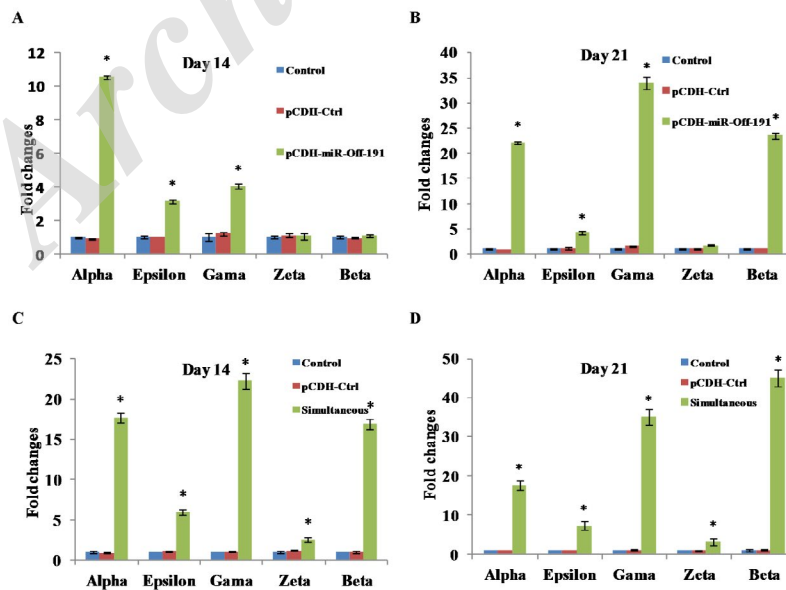 A
Day 14
Control
pCDH-Ctrl
pCDH-miR-Off-191
Fold changes
12
10
8
6
4
2
0
Alpha Epsilon Gama Zeta Beta
* * *
B
Day 21
Control
pCDH-Ctrl
pCDH-miR-Off-191
Fold changes
40
35
30
25
20
15
10
5
0
Alpha Epsilon Gama Zeta Beta
* * * *
C
Day 14
Control
pCDH-Ctrl
Simultaneous
Fold changes
25
20
15
10
5
0
Alpha Epsilon Gama Zeta Beta
* * * * *
D
Day 21
Control
pCDH-Ctrl
Simultaneous
Fold changes
50
40
30
20
10
0
Alpha Epsilon Gama Zeta Beta
* * * * *
Arch